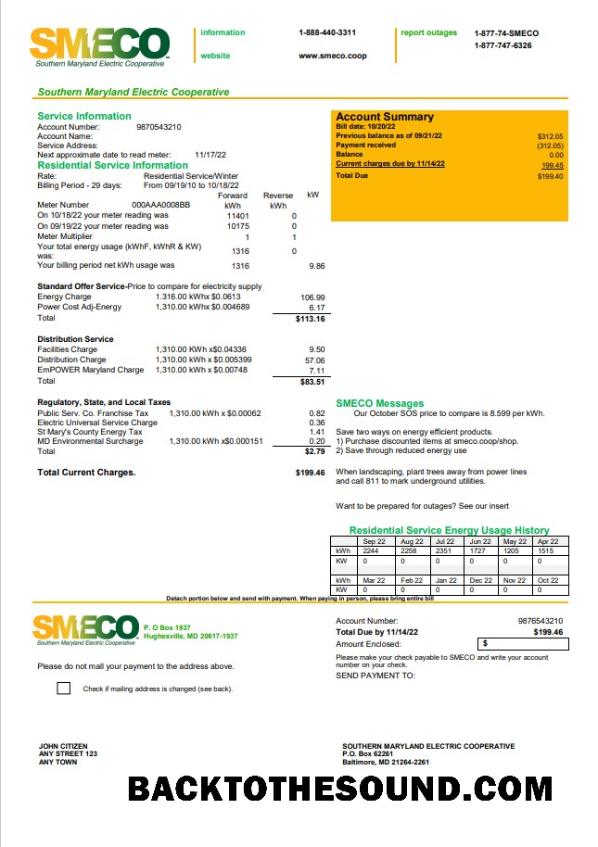 SMECO
Southern Maryland Electric Cooperative
information 1-888-440-3311
website www.smeco.coop
report outages 1-877-74-SMECO
1-877-747-6326
Southern Maryland Electric Cooperative
Service Information
Account Number: 9870543210
Account Name:
Service Address:
Next approximate date to read meter: 11/17/22
Residential Service Information
Rate: Residential Service/Winter
Billing Period - 29 days: From 09/19/10 to 10/18/22
Forward Reverse kW
Meter Number 000AAA0008BB kWh kWh
On 10/18/22 your meter reading was 11401 0
On 09/19/22 your meter reading was 10175 0
Meter Multiplier 1 1
Your total energy usage (kWhF, kWhR & KW)
was: 1316 0
Your billing period net kWh usage was 1316 9.86
Standard Offer Service-Price to compare for electricity supply
Energy Charge 1.316.00 kWhx $0.0613 106.99
Power Cost Adj-Energy 1,310.00 kWhx $0.004689 6.17
Total $113.16
Distribution Service
Facilities Charge 1,310.00 KWh x$0.04336 9.50
Distribution Charge 1,310.00 kWh x $0.005399 57.06
EmPOWER Maryland Charge 1,310.00 kWh x $0.00748 7.11
Total $83.51
Regulatory, State, and Local Taxes
Public Serv. Co. Franchise Tax 1,310.00 kWh x $0.00062 0.82
Electric Universal Service Charge 0.36
St Mary's County Energy Tax 1.41
MD Environmental Surcharge 1,310.00 kWh x$0.000151 0.20
Total $2.79
Total Current Charges. $199.46
Account Summary
Bill date: 10/20/22
Previous balance as of 09/21/22 $312.05
Payment received (312.05)
Balance 0.00
Current charges due by 11/14/22 199.45
Total Due $199.40
SMECO Messages
Our October SOS price to compare is 8.599 per kWh.
Save two ways on energy efficient products.
1) Purchase discounted items at smeco.coop/shop.
2) Save through reduced energy use
When landscaping, plant trees away from power lines
and call 811 to mark underground utilities.
Want to be prepared for outages? See our insert
Residential Service Energy Usage History
Sep 22 Aug 22 Jul 22 Jun 22 May 22 Apr 22
kWh 2244 2258 2351 1727 1205 1515
KW 0 0 0 0 0 0
kWh Mar 22 Feb 22 Jan 22 Dec 22 Nov 22 Oct 22
KW 0 0 0 0 0 0
Detach portion below and send with payment. When paying in person, please bring entire bill
SMECO
Southern Maryland Electric Cooperative
P. O Box 1937
Hughesville, MD 20617-1937
Please do not mall your payment to the address above.
Check if mailing address is changed (see back).
Account Number: 9876543210
Total Due by 11/14/22 $199.46
Amount Enclosed: $
Please make your check payable to SMECO and write your account
number on your check.
SEND PAYMENT TO:
JOHN CITIZEN
ANY STREET 123
ANY TOWN
SOUTHERN MARYLAND ELECTRIC COOPERATIVE
P.O. Box 62261
Baltimore, MD 21264-2261
BACKTOTHESOUND.COM